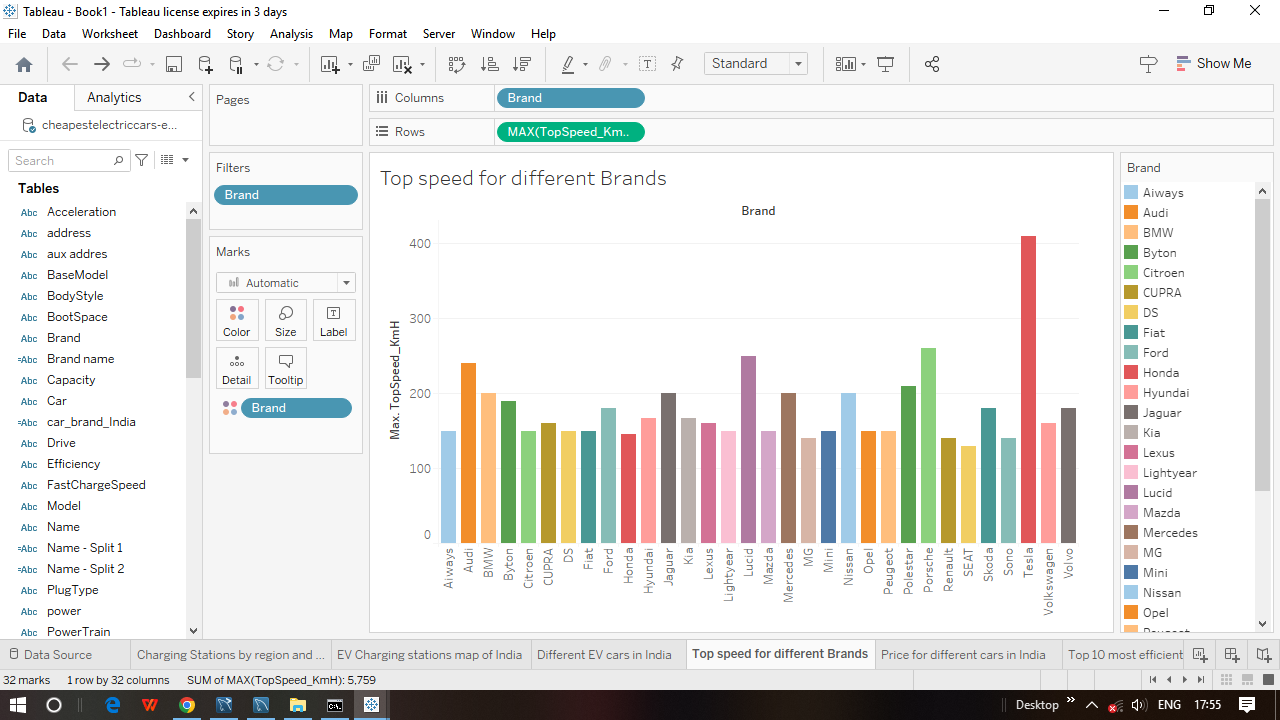 Tableau - Book1 - Tableau license expires in 3 days
File Data Worksheet Dashboard Story Analysis Map Format Server Window Help
Standard
Show Me
Data Analytics
cheapestelectriccars-e...
Search
Tables
Abc Acceleration
Abc address
Abc aux addres
Abc BaseModel
Abc BodyStyle
Abc BootSpace
Abc Brand
=Abc Brand name
Abc Capacity
Abc Car
=Abc car_brand_India
Abc Drive
Abc Efficiency
Abc FastChargeSpeed
Abc Model
Abc Name
=Abc Name - Split 1
=Abc Name - Split 2
Abc PlugType
Abc power
Abc PowerTrain
Pages
Filters
Brand
Marks
Automatic
Color Size Label
Detail Tooltip
Brand
Columns Brand
Rows MAX(TopSpeed_Km..
Top speed for different Brands
Brand
Max. TopSpeed_KmH
400
300
200
100
0
Aiways
Audi
BMW
Byton
Citroen
CUPRA
DS
Fiat
Ford
Honda
Hyundai
Jaguar
Kia
Lexus
Lightyear
Lucid
Mazda
Mercedes
MG
Mini
Nissan
Opel
Peugeot
Polestar
Porsche
Renault
SEAT
Skoda
Sono
Tesla
Volkswagen
Volvo
Brand
Aiways
Audi
BMW
Byton
Citroen
CUPRA
DS
Fiat
Ford
Honda
Hyundai
Jaguar
Kia
Lexus
Lightyear
Lucid
Mazda
Mercedes
MG
Mini
Nissan
Opel
Peugeot
Data Source Charging Stations by region and ... EV Charging stations map of India Different EV cars in India Top speed for different Brands Price for different cars in India Top 10 most efficient
32 marks 1 row by 32 columns SUM of MAX(TopSpeed_KmH): 5,759
Desktop ENG 17:55